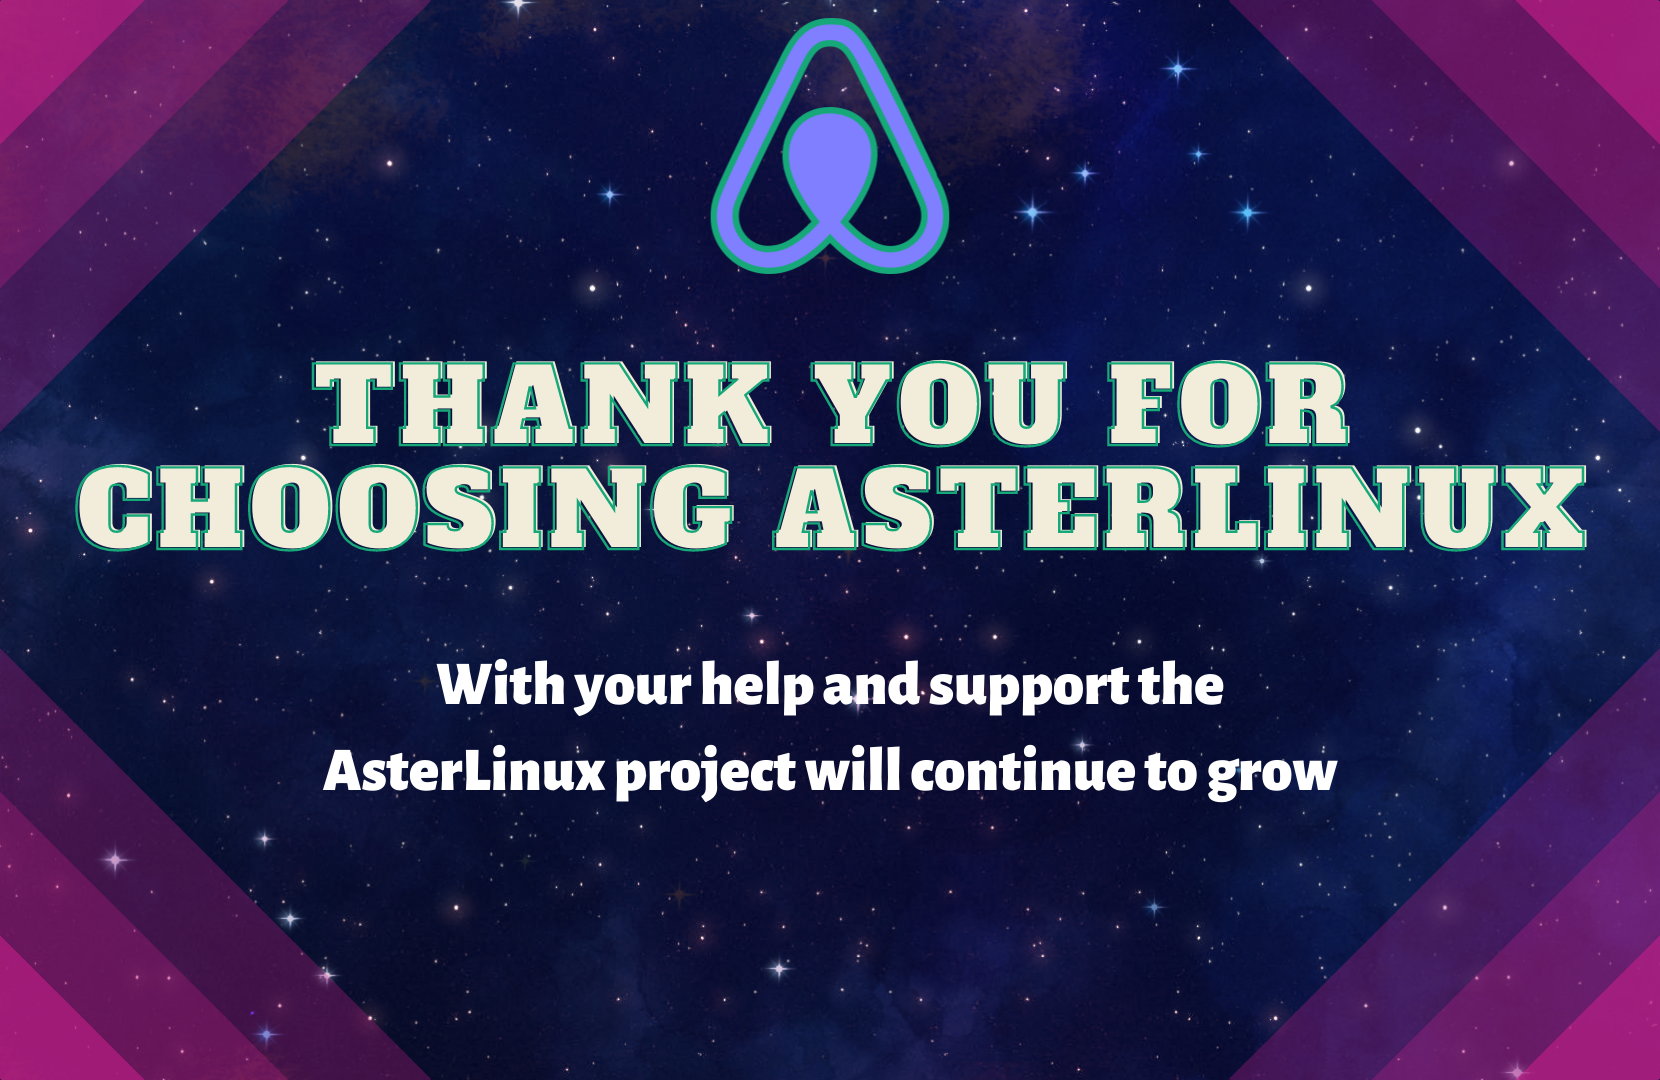 THANK YOU FOR
CHOOSING ASTERLINUX
With your help and support the
AsterLinux project will continue to grow